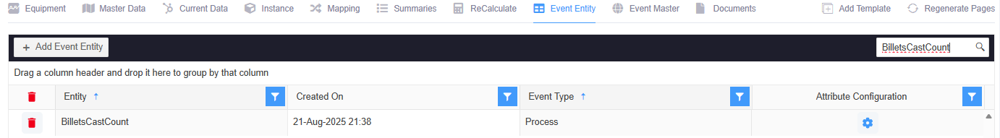 Equipment Master Data Current Data Instance Mapping Summaries ReCalculate Event Entity Event Master Documents Add Template Regenerate Pages
+ Add Event Entity BilletsCastCount
Drag a column header and drop it here to group by that column
Entity ↑ Created On Event Type ↑ Attribute Configuration
BilletsCastCount 21-Aug-2025 21:38 Process